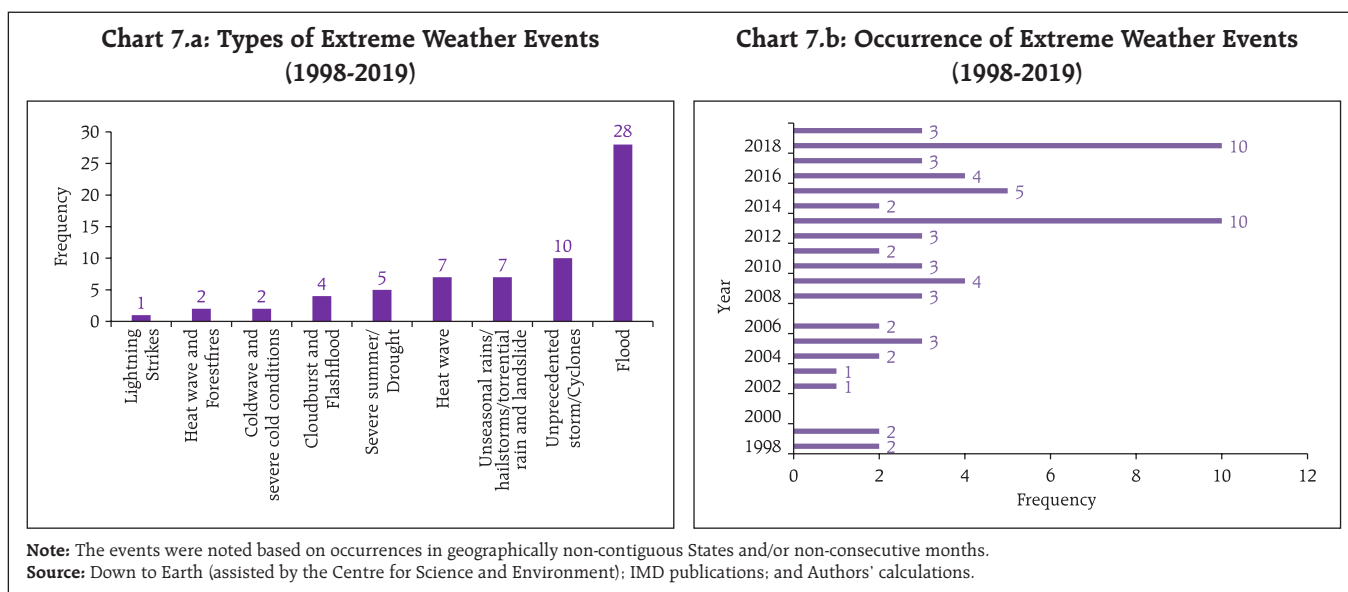 Chart 7.a: Types of Extreme Weather Events
(1998-2019)
30
25
20
15
10
5
0
Frequency
1
2
2
4
5
7
7
10
28
Lightning
Strikes
Heat wave and
Forestfires
Coldwave and
severe cold conditions
Cloudburst and
Flashflood
Severe summer/
Drought
Heat wave
Unseasonal rains/
hailstorms/torrential
rain and landslide
Unprecedented
storm/Cyclones
Flood
Chart 7.b: Occurrence of Extreme Weather Events
(1998-2019)
Year
2018
2016
2014
2012
2010
2008
2006
2004
2002
2000
1998
3
10
3
4
5
2
10
3
2
3
4
3
2
3
2
1
1
2
2
0 2 4 6 8 10 12
Frequency
Note: The events were noted based on occurrences in geographically non-contiguous States and/or non-consecutive months.
Source: Down to Earth (assisted by the Centre for Science and Environment); IMD publications; and Authors' calculations.